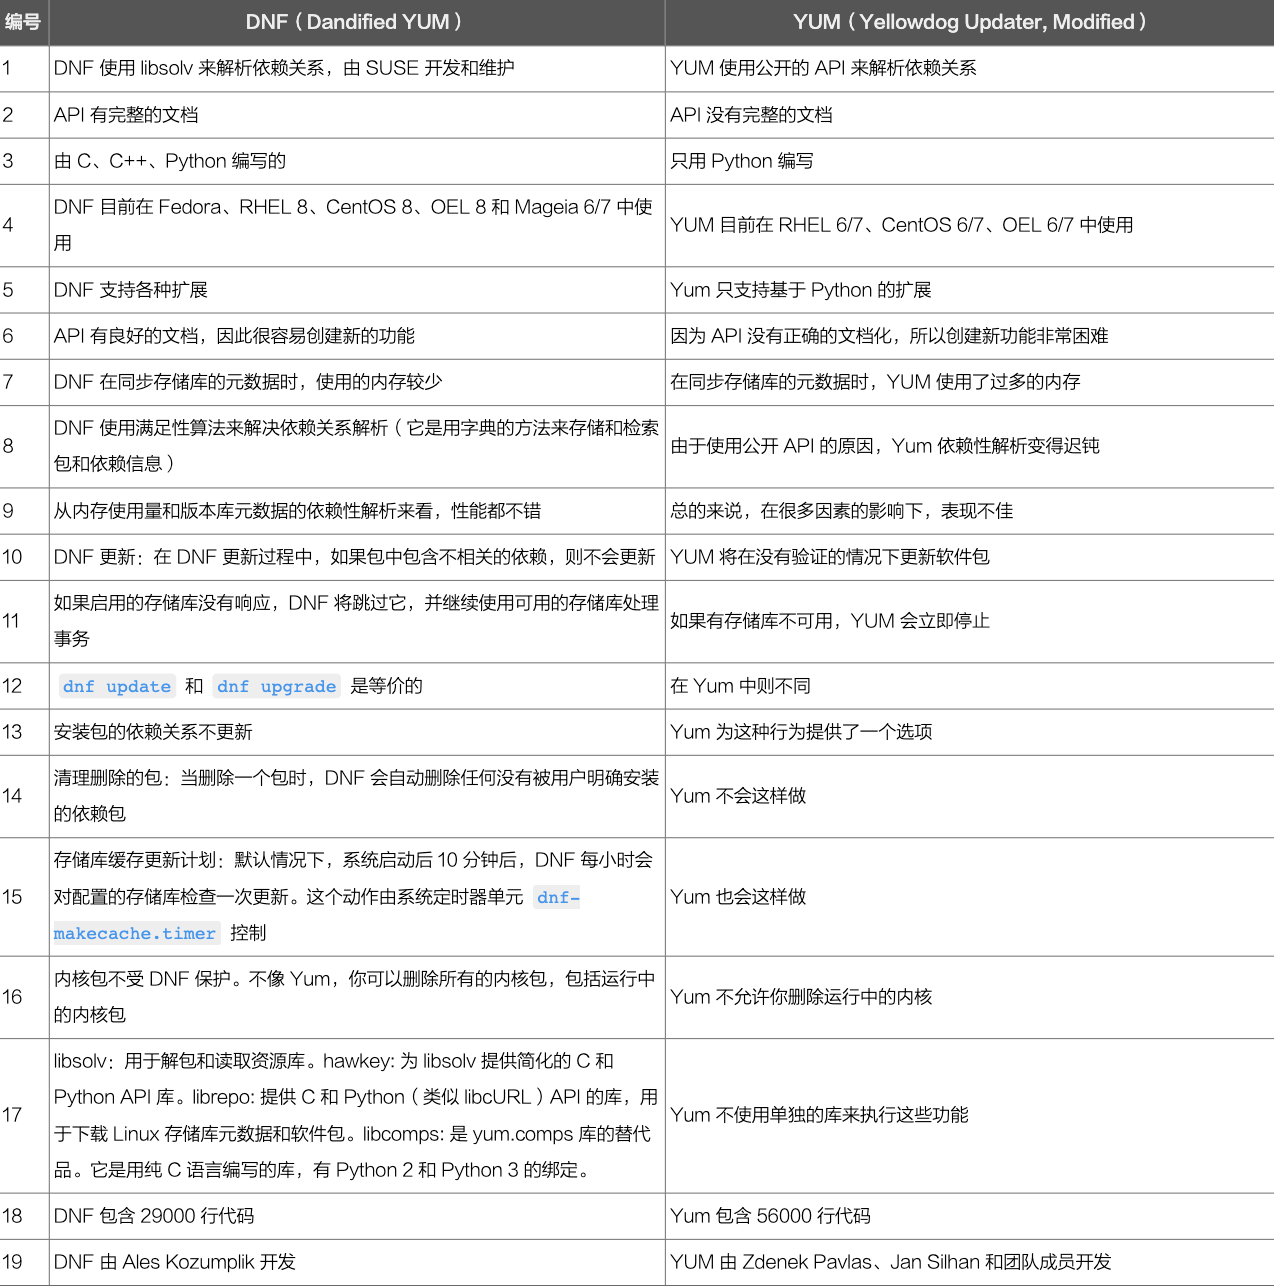 编号 DNF（Dandified YUM） YUM（Yellowdog Updater, Modified）
1 DNF 使用 libsolv 来解析依赖关系，由 SUSE 开发和维护 YUM 使用公开的 API 来解析依赖关系
2 API 有完整的文档 API 没有完整的文档
3 由 C、C++、Python 编写的 只用 Python 编写
4 DNF 目前在 Fedora、RHEL 8、CentOS 8、OEL 8 和 Mageia 6/7 中使
用 YUM 目前在 RHEL 6/7、CentOS 6/7、OEL 6/7 中使用
5 DNF 支持各种扩展 Yum 只支持基于 Python 的扩展
6 API 有良好的文档，因此很容易创建新的功能 因为 API 没有正确的文档化，所以创建新功能非常困难
7 DNF 在同步存储库的元数据时，使用的内存较少 在同步存储库的元数据时，YUM 使用了过多的内存
8 DNF 使用满足性算法来解决依赖关系解析（它是用字典的方法来存储和检索
包和依赖信息） 由于使用公开 API 的原因，Yum 依赖性解析变得迟钝
9 从内存使用量和版本库元数据的依赖性解析来看，性能都不错 总的来说，在很多因素的影响下，表现不佳
10 DNF 更新：在 DNF 更新过程中，如果包中包含不相关的依赖，则不会更新 YUM 将在没有验证的情况下更新软件包
11 如果启用的存储库没有响应，DNF 将跳过它，并继续使用可用的存储库处理
事务 如果有存储库不可用，YUM 会立即停止
12 dnf update 和 dnf upgrade 是等价的 在 Yum 中则不同
13 安装包的依赖关系不更新 Yum 为这种行为提供了一个选项
14 清理删除的包：当删除一个包时，DNF 会自动删除任何没有被用户明确安装
的依赖包 Yum 不会这样做
15 存储库缓存更新计划：默认情况下，系统启动后 10 分钟后，DNF 每小时会
对配置的存储库检查一次更新。这个动作由系统定时器单元 dnf-
makecache.timer 控制 Yum 也会这样做
16 内核包不受 DNF 保护。不像 Yum，你可以删除所有的内核包，包括运行中
的内核包 Yum 不允许你删除运行中的内核
17 libsolv：用于解包和读取资源库。hawkey: 为 libsolv 提供简化的 C 和
Python API 库。librepo: 提供 C 和 Python（类似 libcURL）API 的库，用
于下载 Linux 存储库元数据和软件包。libcomps: 是 yum.comps 库的替代
品。它是用纯 C 语言编写的库，有 Python 2 和 Python 3 的绑定。 Yum 不使用单独的库来执行这些功能
18 DNF 包含 29000 行代码 Yum 包含 56000 行代码
19 DNF 由 Ales Kozumplik 开发 YUM 由 Zdenek Pavlas、Jan Silhan 和团队成员开发